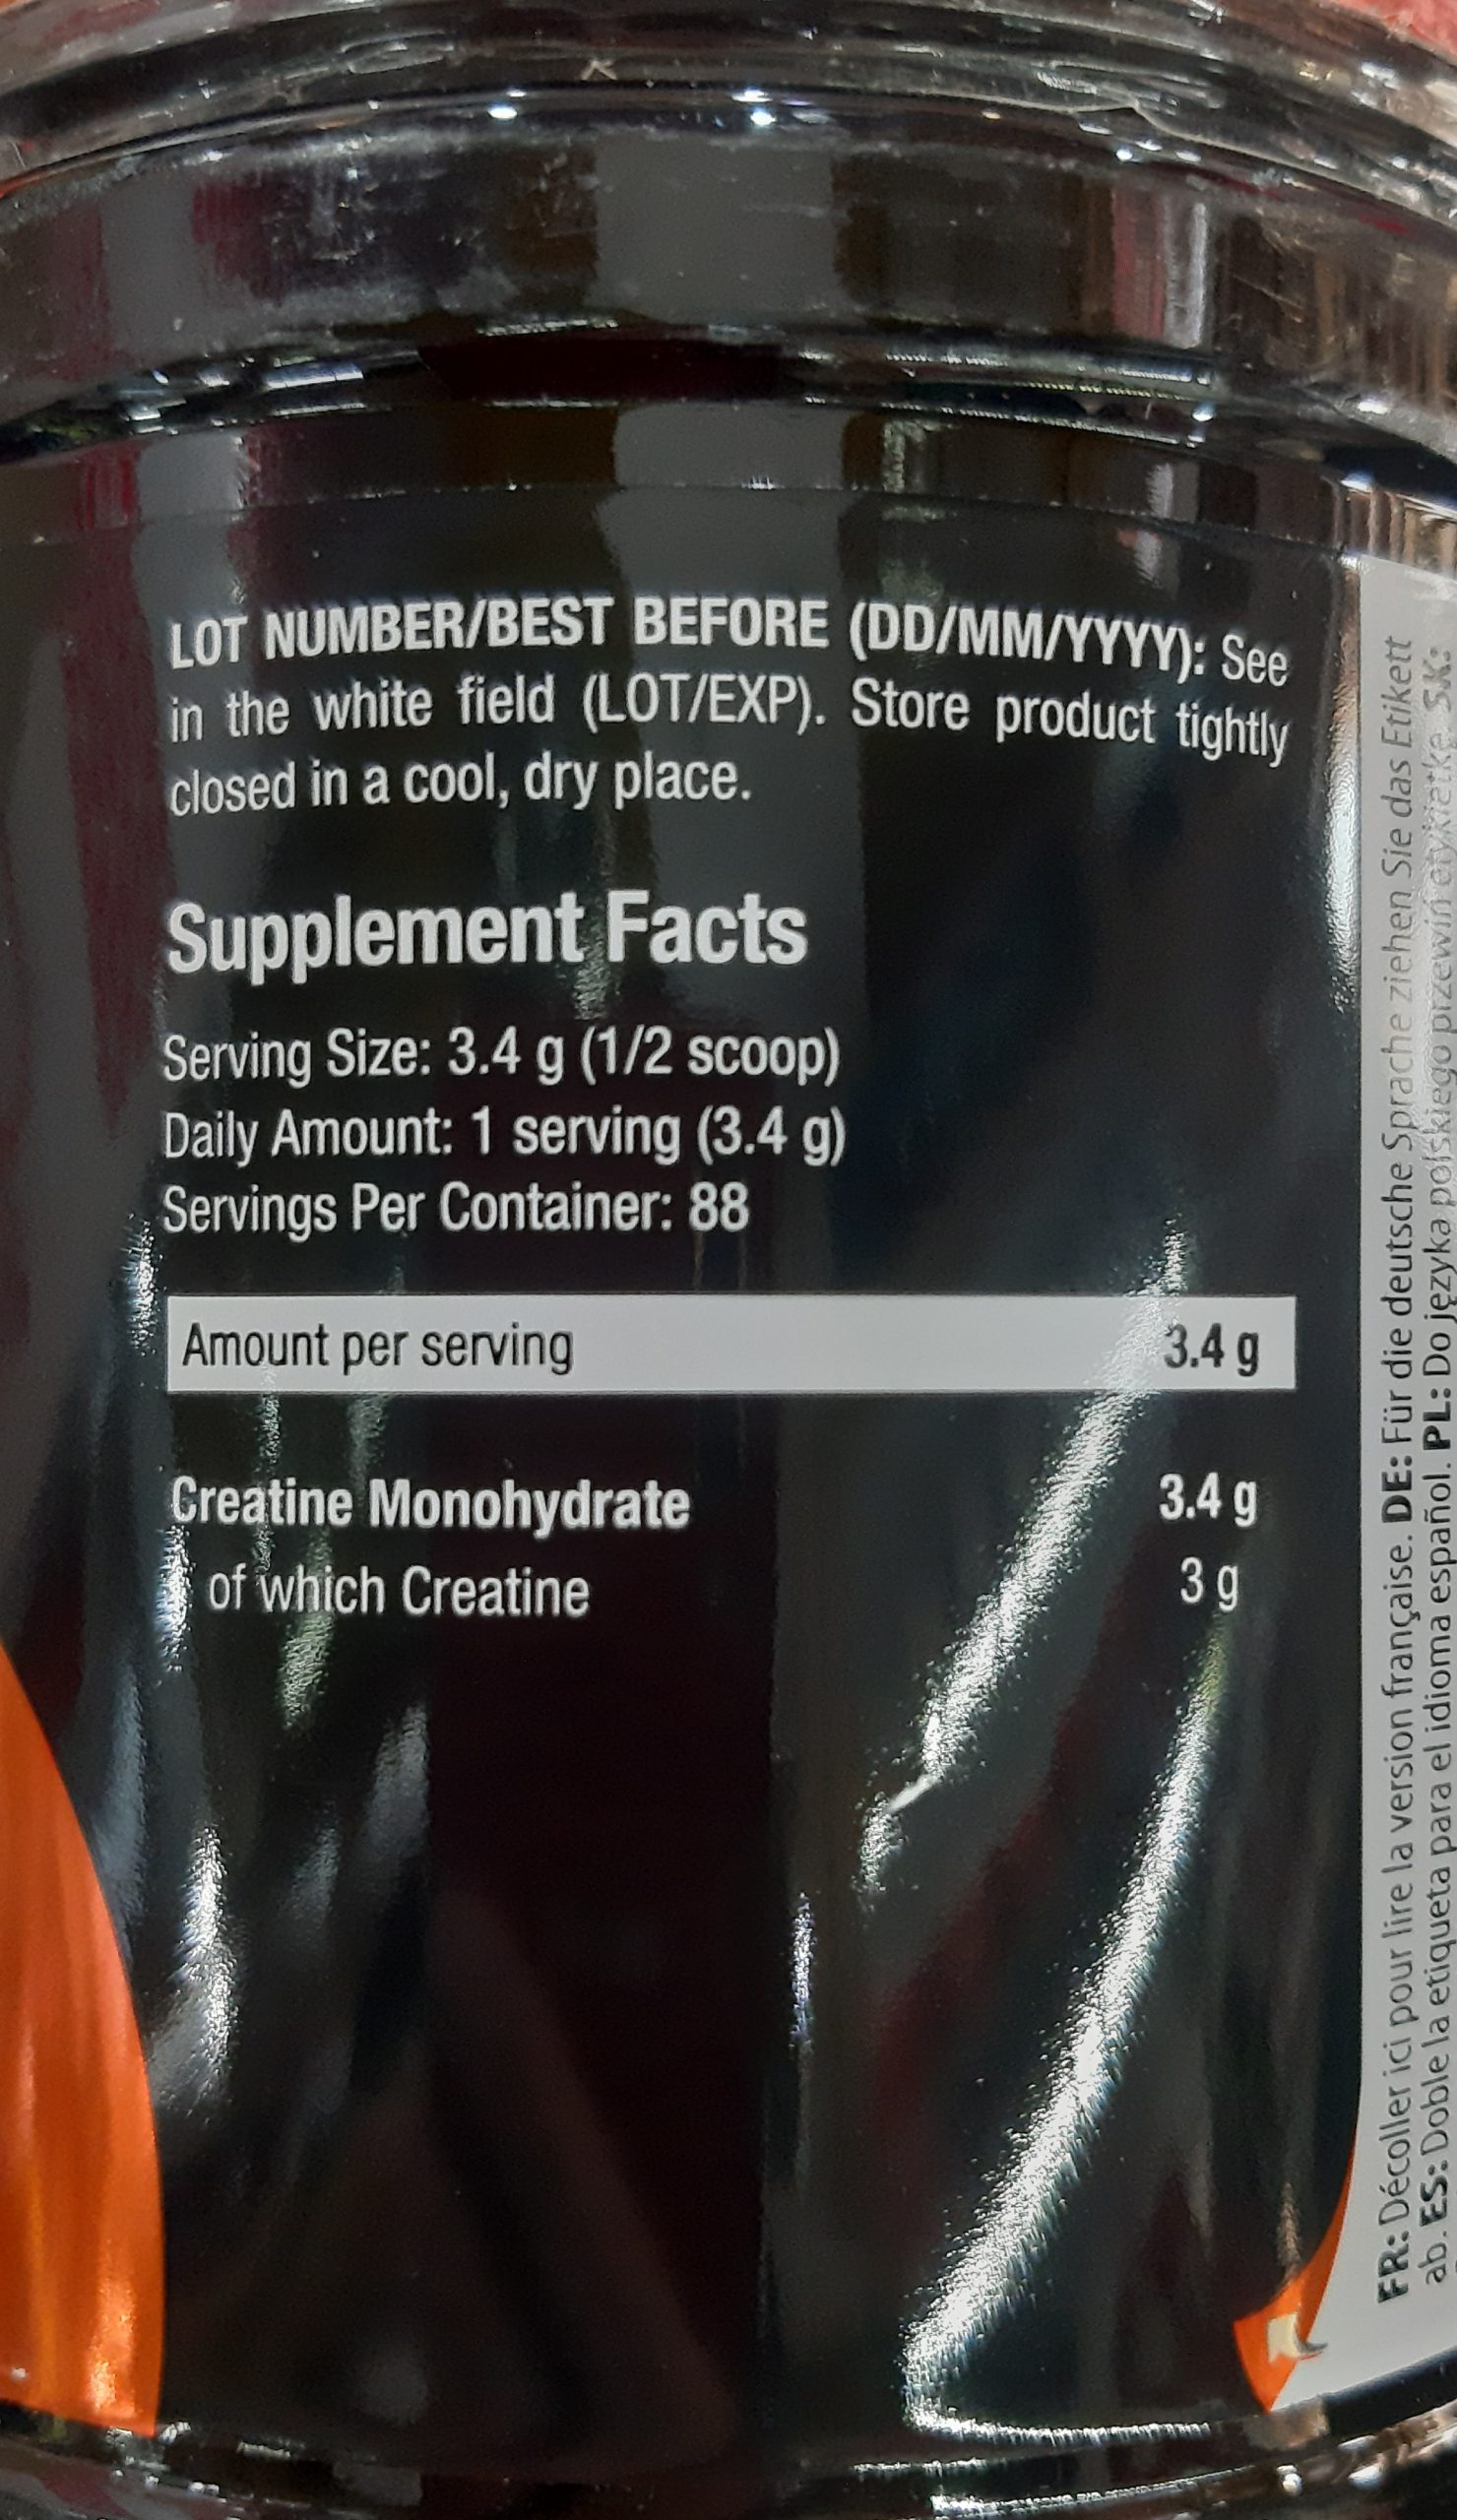 LOT NUMBER/BEST BEFORE (DD/MM/YYYY): See
in the white field (LOT/EXP). Store product tightly
closed in a cool, dry place.
Supplement Facts
Serving Size: 3.4 g (1/2 scoop)
Daily Amount: 1 serving (3.4 g)
Servings Per Container: 88
Amount per serving 3.4 g
Creatine Monohydrate 3.4 g
of which Creatine 3 g
FR: Décoller ici pour lire la version française. DE: Für die deutsche Sprache ziehen Sie das Etikett
ab. ES: Doble la etiqueta para el idioma español. PL: Do języka polskiego przewiń etykietkę. SK: